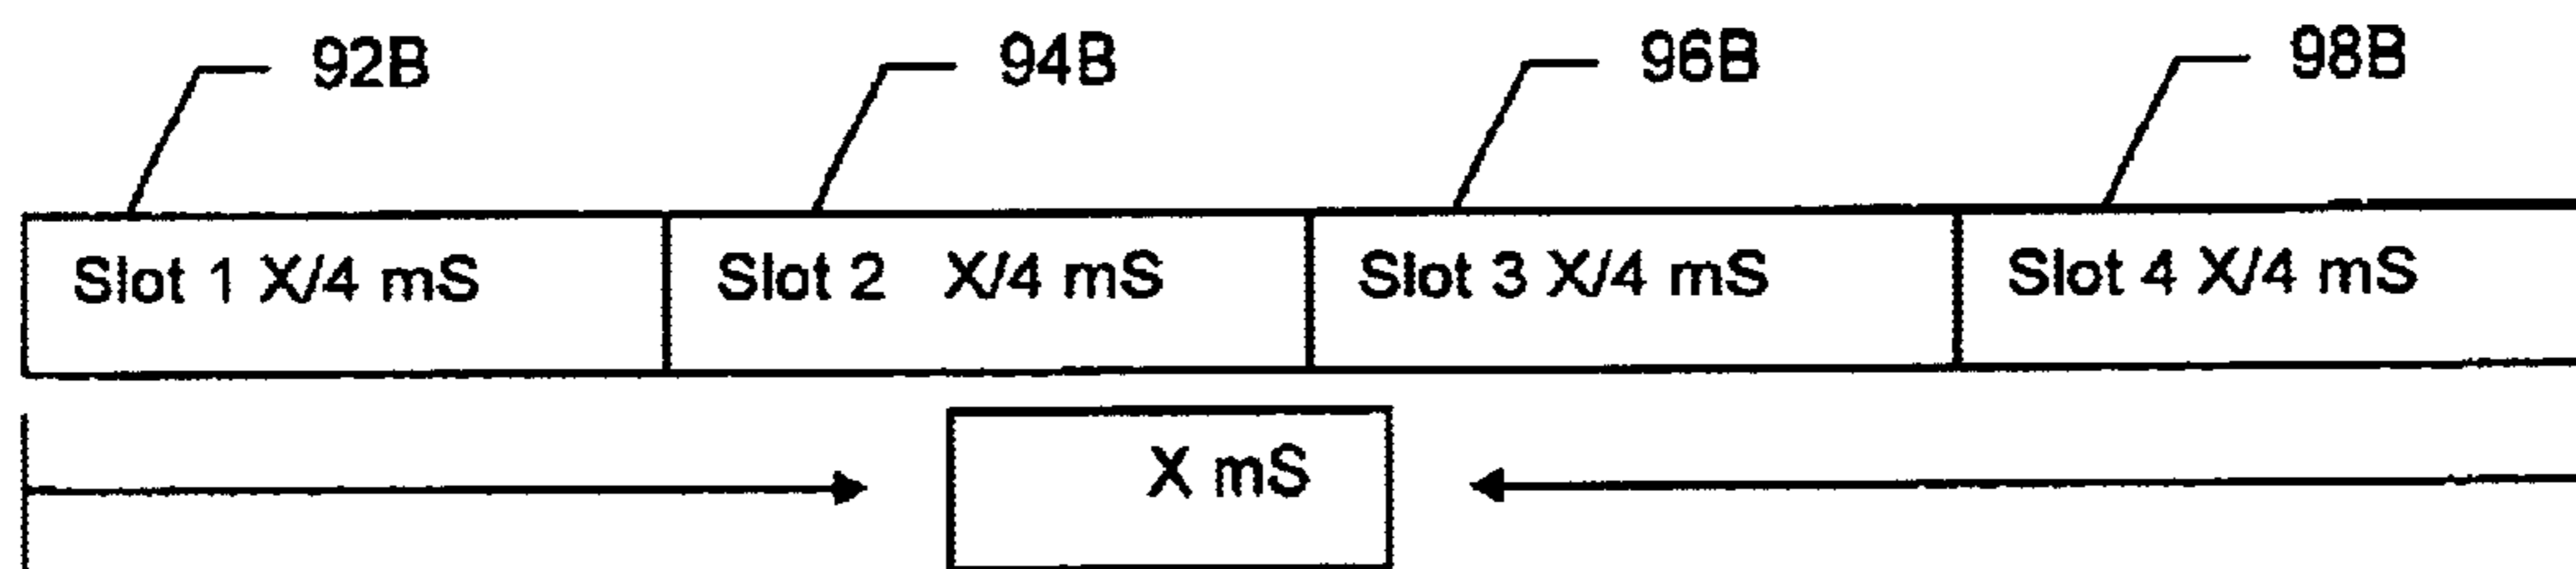 92B 94B 96B 98B
Slot 1 X/4 mS Slot 2 X/4 mS Slot 3 X/4 mS Slot 4 X/4 mS
X mS